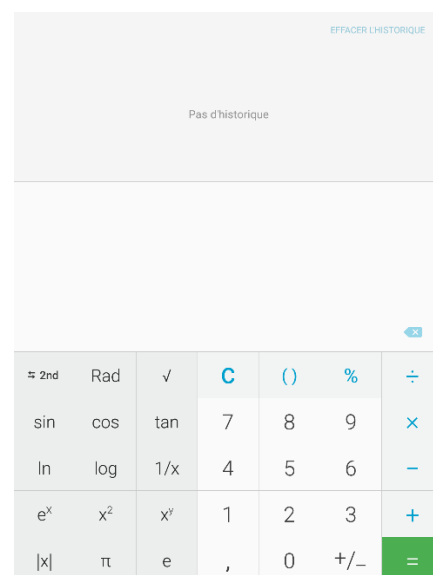 EFFACER L'HISTORIQUE
Pas d'historique
⇆ 2nd Rad √ C ( ) % ÷
sin cos tan 7 8 9 ×
ln log 1/x 4 5 6 −
eˣ x² xʸ 1 2 3 +
|x| π e , 0 +/− =